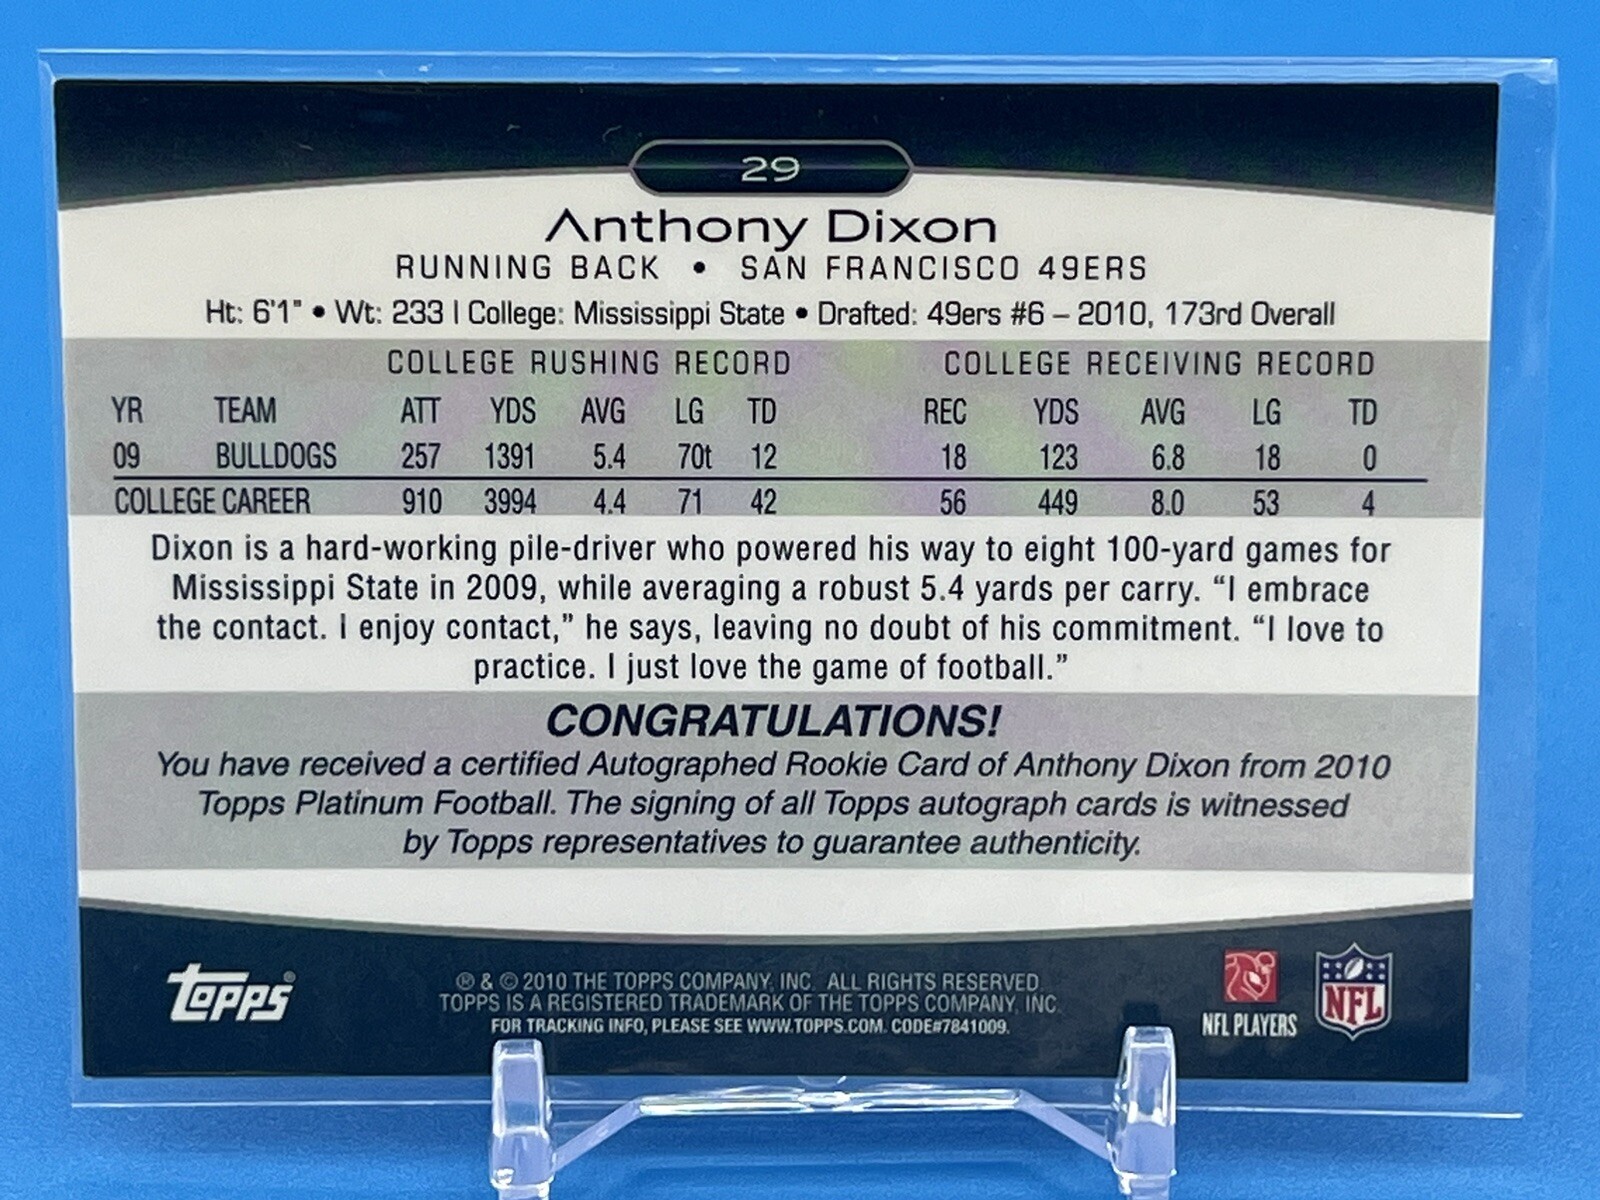 29
Anthony Dixon
RUNNING BACK • SAN FRANCISCO 49ERS
Ht: 6'1" • Wt: 233 | College: Mississippi State • Drafted: 49ers #6 – 2010, 173rd Overall
COLLEGE RUSHING RECORD COLLEGE RECEIVING RECORD
YR TEAM ATT YDS AVG LG TD REC YDS AVG LG TD
09 BULLDOGS 257 1391 5.4 70t 12 18 123 6.8 18 0
COLLEGE CAREER 910 3994 4.4 71 42 56 449 8.0 53 4
Dixon is a hard-working pile-driver who powered his way to eight 100-yard games for
Mississippi State in 2009, while averaging a robust 5.4 yards per carry. “I embrace
the contact. I enjoy contact,” he says, leaving no doubt of his commitment. “I love to
practice. I just love the game of football.”
CONGRATULATIONS!
You have received a certified Autographed Rookie Card of Anthony Dixon from 2010
Topps Platinum Football. The signing of all Topps autograph cards is witnessed
by Topps representatives to guarantee authenticity.
Topps®
® & © 2010 THE TOPPS COMPANY, INC. ALL RIGHTS RESERVED.
TOPPS IS A REGISTERED TRADEMARK OF THE TOPPS COMPANY, INC.
FOR TRACKING INFO, PLEASE SEE WWW.TOPPS.COM. CODE#7841009.
NFL PLAYERS
NFL